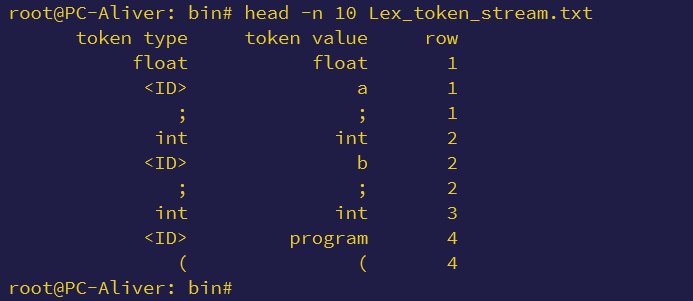 root@PC-Aliver: bin# head -n 10 Lex_token_stream.txt
token type token value row
float float 1
<ID> a 1
; ; 1
int int 2
<ID> b 2
; ; 2
int int 3
<ID> program 4
( ( 4
root@PC-Aliver: bin#